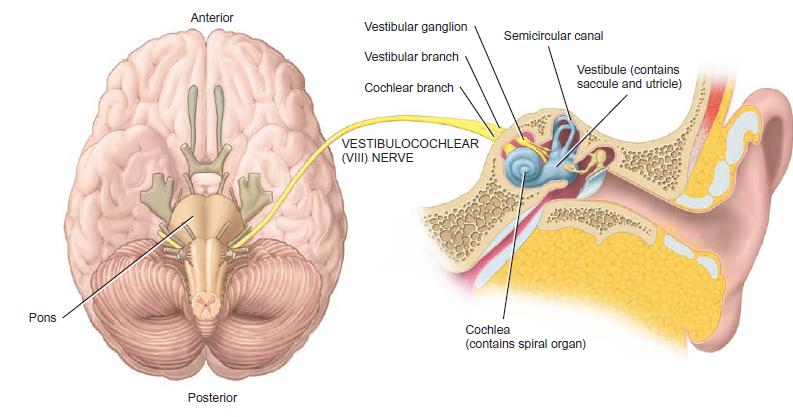 Anterior
Vestibular ganglion
Semicircular canal
Vestibular branch
Vestibule (contains
saccule and utricle)
Cochlear branch
VESTIBULOCOCHLEAR
(VIII) NERVE
Pons
Cochlea
(contains spiral organ)
Posterior